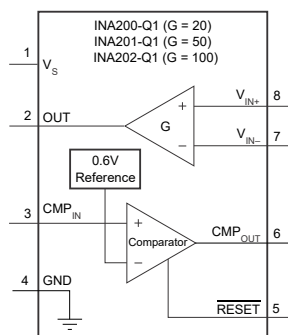 INA200-Q1 (G = 20)
INA201-Q1 (G = 50)
INA202-Q1 (G = 100)
1
VS
2
OUT
G
+
−
VIN+
8
VIN−
7
0.6V
Reference
3
CMPIN
+
Comparator
−
CMPOUT
6
4
GND
RESET
5